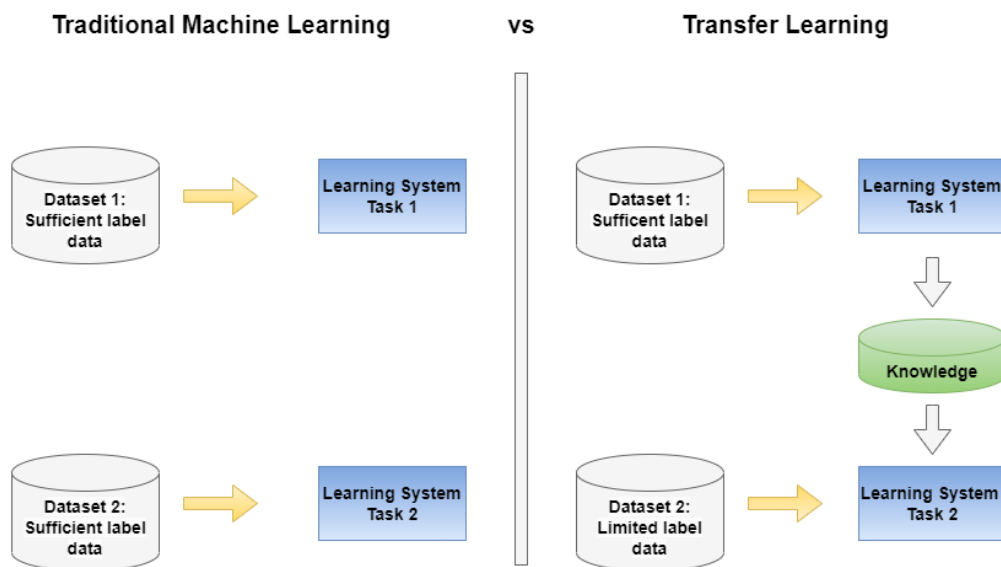 Traditional Machine Learning vs Transfer Learning
Dataset 1:
Sufficient label
data
Learning System
Task 1
Dataset 1:
Sufficent label
data
Learning System
Task 1
Knowledge
Dataset 2:
Sufficient label
data
Learning System
Task 2
Dataset 2:
Limited label
data
Learning System
Task 2